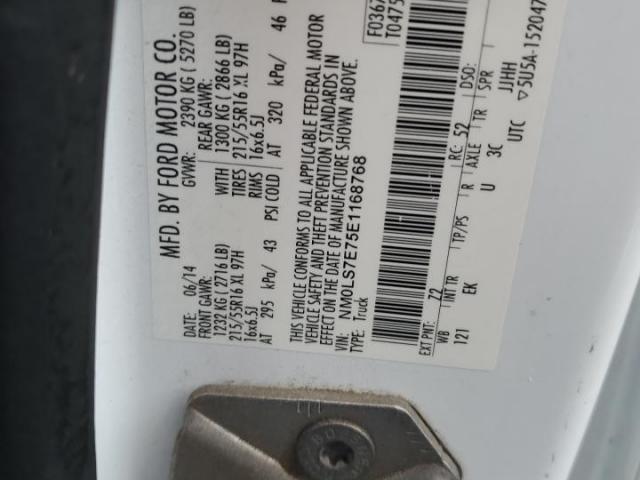 MFD. BY FORD MOTOR CO.
DATE: 06/14 GVWR: 2390 KG ( 5270 LB)
FRONT GAWR: REAR GAWR:
1232 KG ( 2716 LB) WITH 1300 KG ( 2866 LB)
215/55R16 XL 97H TIRES 215/55R16 XL 97H
16x6.5J RIMS 16x6.5J
AT 295 kPa/ 43 PSI COLD AT 320 kPa/ 46
THIS VEHICLE CONFORMS TO ALL APPLICABLE FEDERAL MOTOR
VEHICLE SAFETY AND THEFT PREVENTION STANDARDS IN
EFFECT ON THE DATE OF MANUFACTURE SHOWN ABOVE.
VIN: NM0LS7E75E1168768
TYPE: Truck
F0367
T0475
EXT PNT: Z2 RC: 52 DSO:
WB INT TR TP/PS R AXLE TR SPR
121 EK U 3C JJHH
UTC ▽5U5A-152047